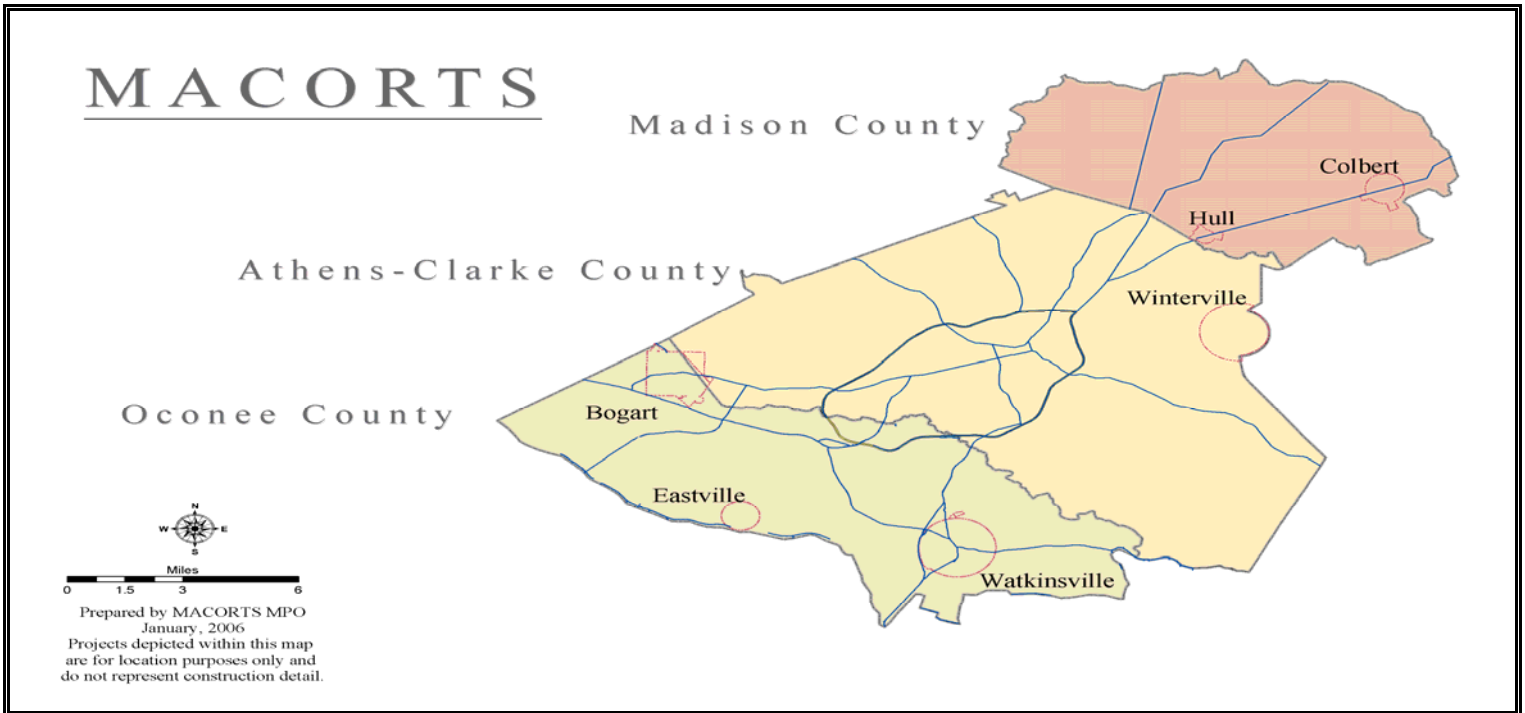 MACORTS
Madison County
Colbert
Hull
Athens-Clarke County
Winterville
Oconee County
Bogart
Eastville
Watkinsville
N
W E
S
Miles
0 1.5 3 6
Prepared by MACORTS MPO
January, 2006
Projects depicted within this map
are for location purposes only and
do not represent construction detail.